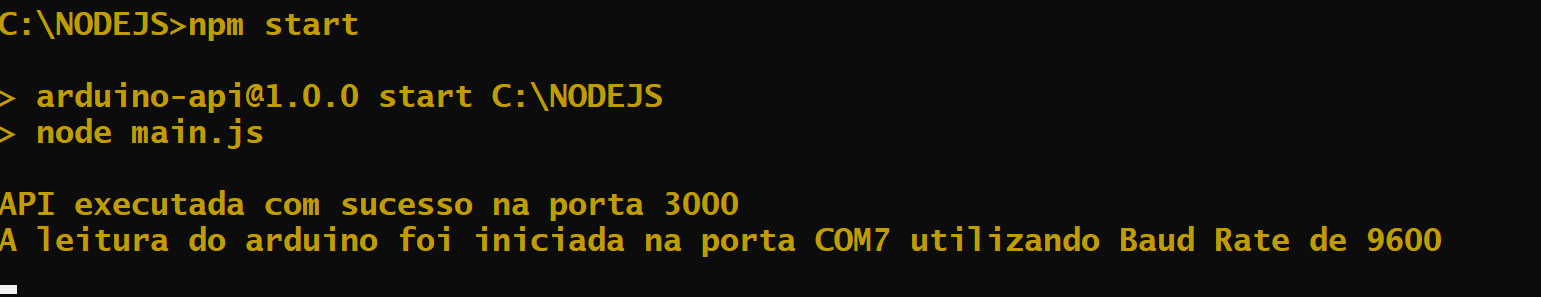 C:\NODEJS>npm start
> arduino-api@1.0.0 start C:\NODEJS
> node main.js
API executada com sucesso na porta 3000
A leitura do arduino foi iniciada na porta COM7 utilizando Baud Rate de 9600